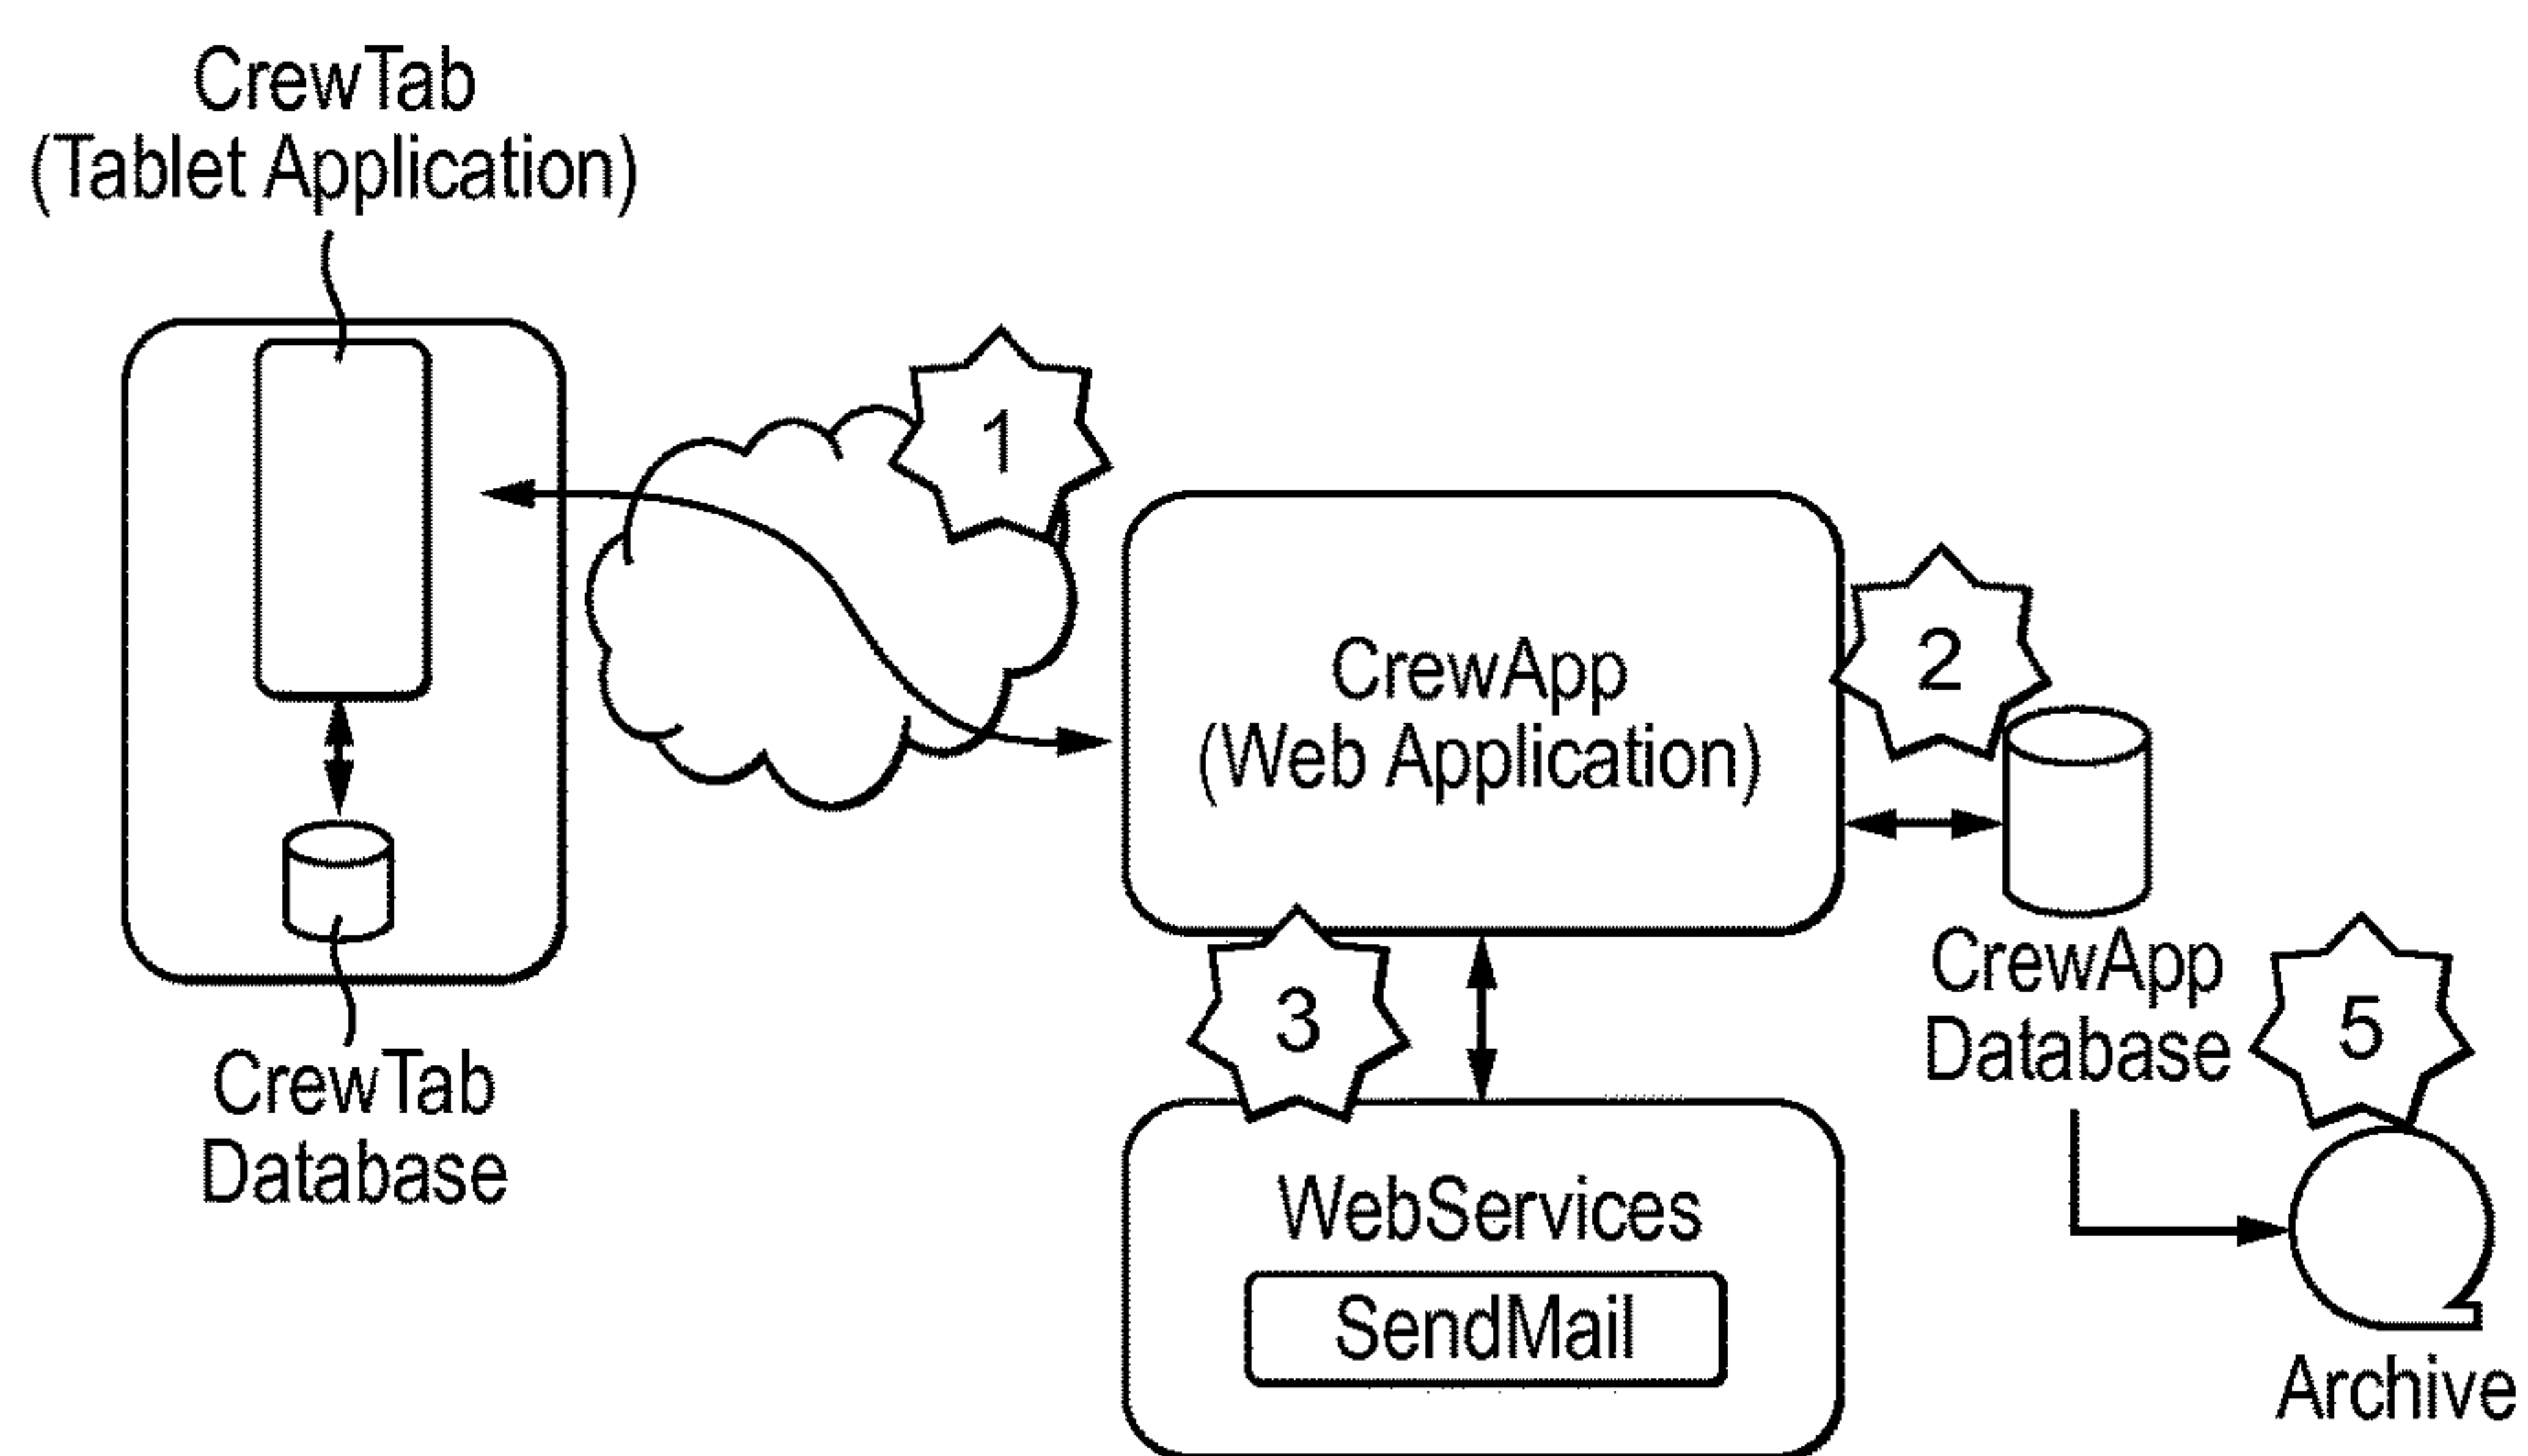 CrewTab
(Tablet Application)
1
CrewApp
(Web Application)
2
CrewTab
Database
3
CrewApp
Database
5
WebServices
SendMail
Archive